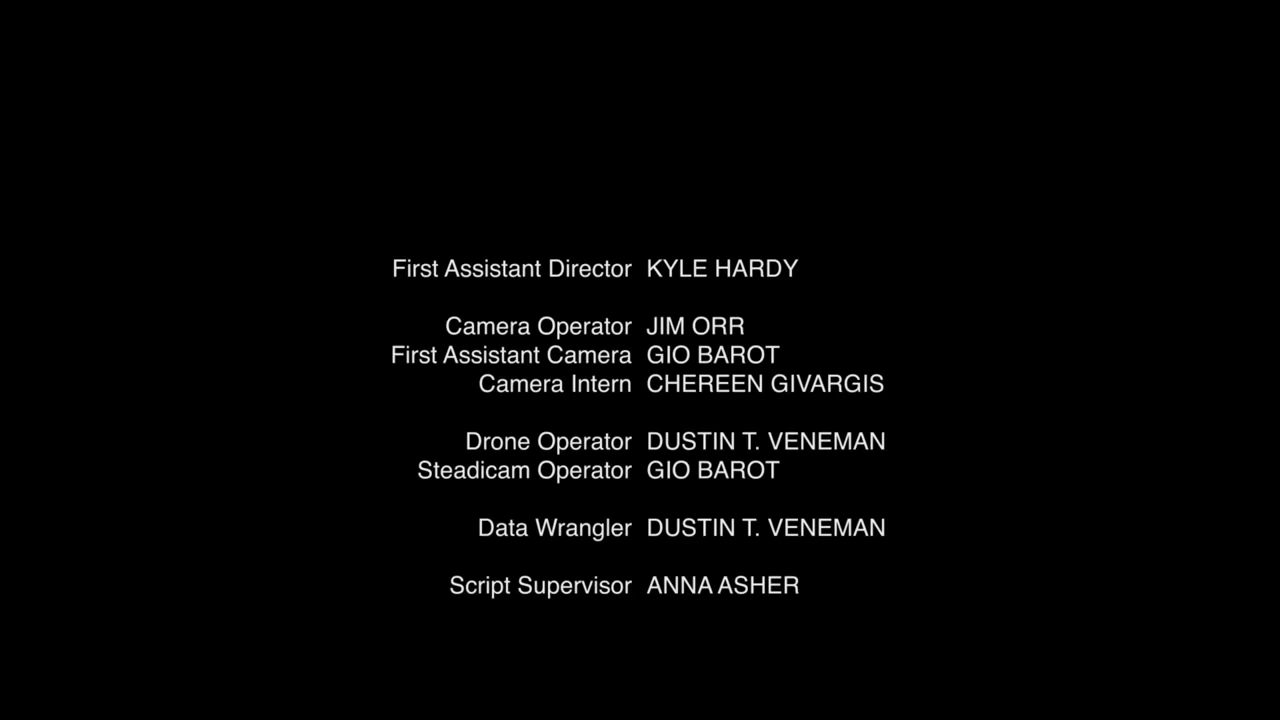 First Assistant Director KYLE HARDY
Camera Operator JIM ORR
First Assistant Camera GIO BAROT
Camera Intern CHEREEN GIVARGIS
Drone Operator DUSTIN T. VENEMAN
Steadicam Operator GIO BAROT
Data Wrangler DUSTIN T. VENEMAN
Script Supervisor ANNA ASHER